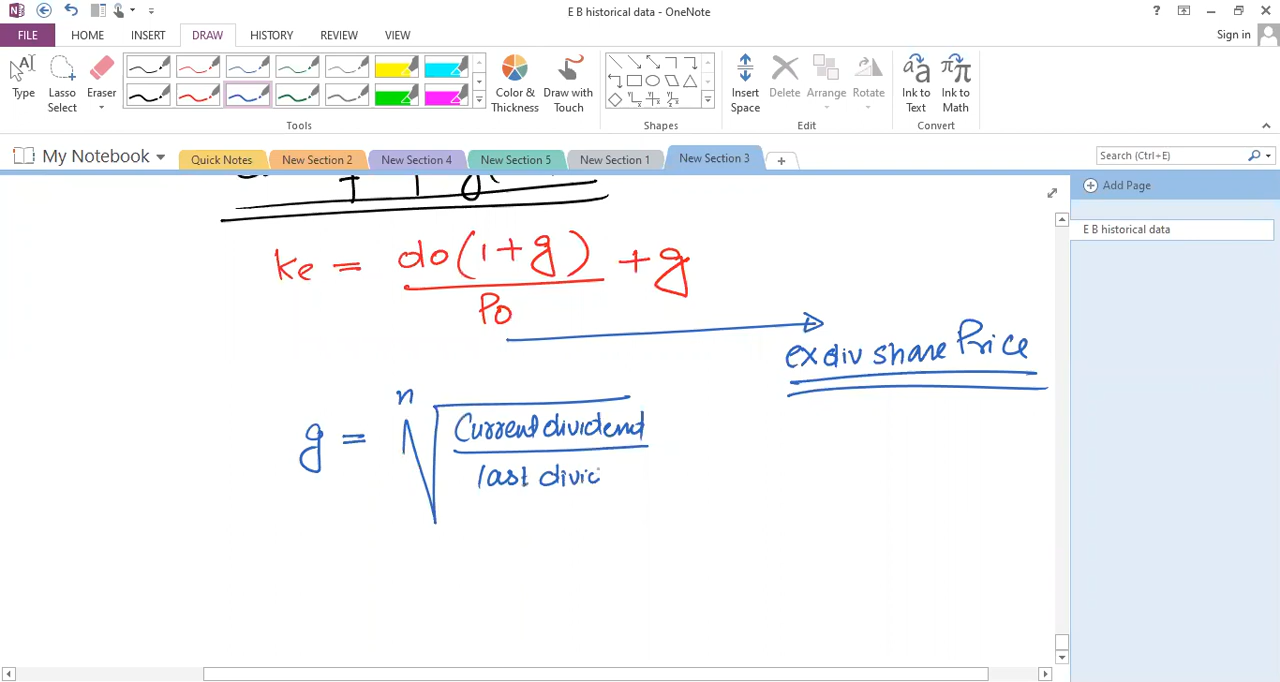 E B historical data - OneNote
Sign in
FILE HOME INSERT DRAW HISTORY REVIEW VIEW
Type
Lasso Select
Eraser
Color & Thickness
Draw with Touch
Insert Space
Delete
Arrange
Rotate
Ink to Text
Ink to Math
Tools
Shapes
Edit
Convert
My Notebook
Quick Notes
New Section 2
New Section 4
New Section 5
New Section 1
New Section 3
Search (Ctrl+E)
Add Page
E B historical data
ke = do(1+g) + g
Po
ex div share Price
n
g = √ Current dividend
last divic